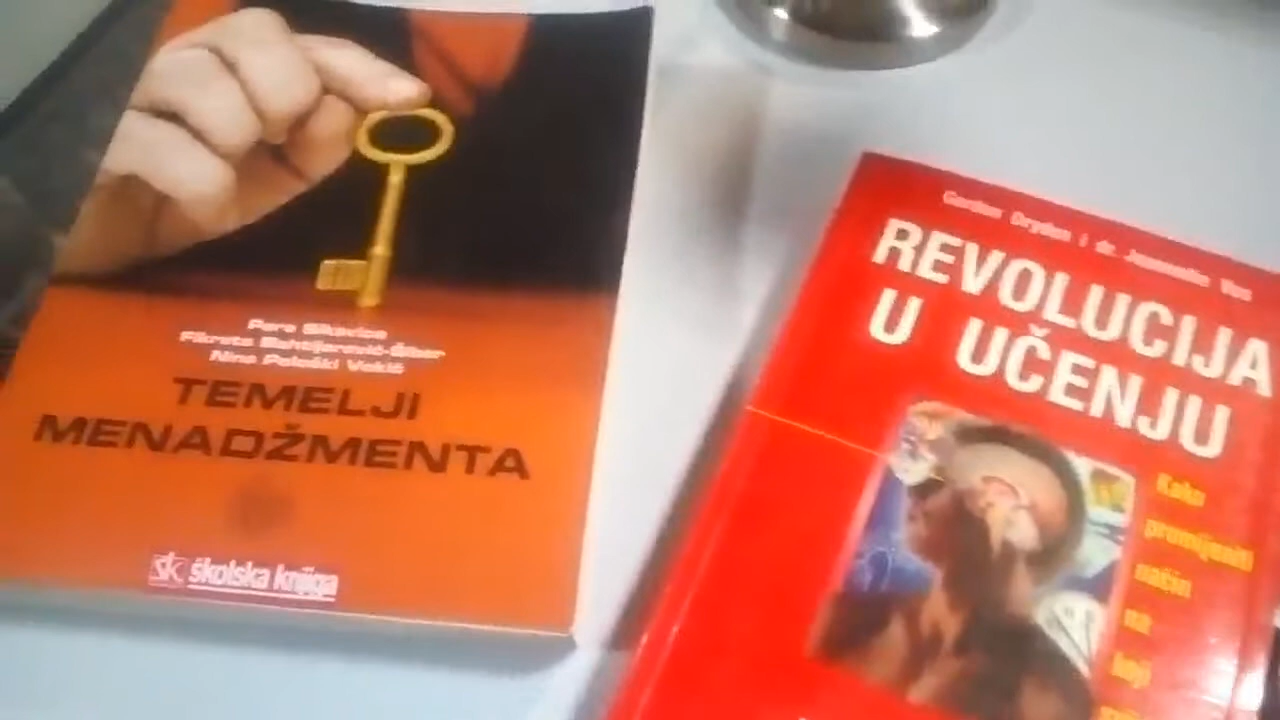 Pere Sikavica
Fikreta Bahtijarević-Šiber
Nina Pološki Vokić
TEMELJI
MENADŽMENTA
šk školska knjiga
Gordon Dryden i dr. Jeannette Vos
REVOLUCIJA
U UČENJU
Kako
promijeniti
način
na
koji